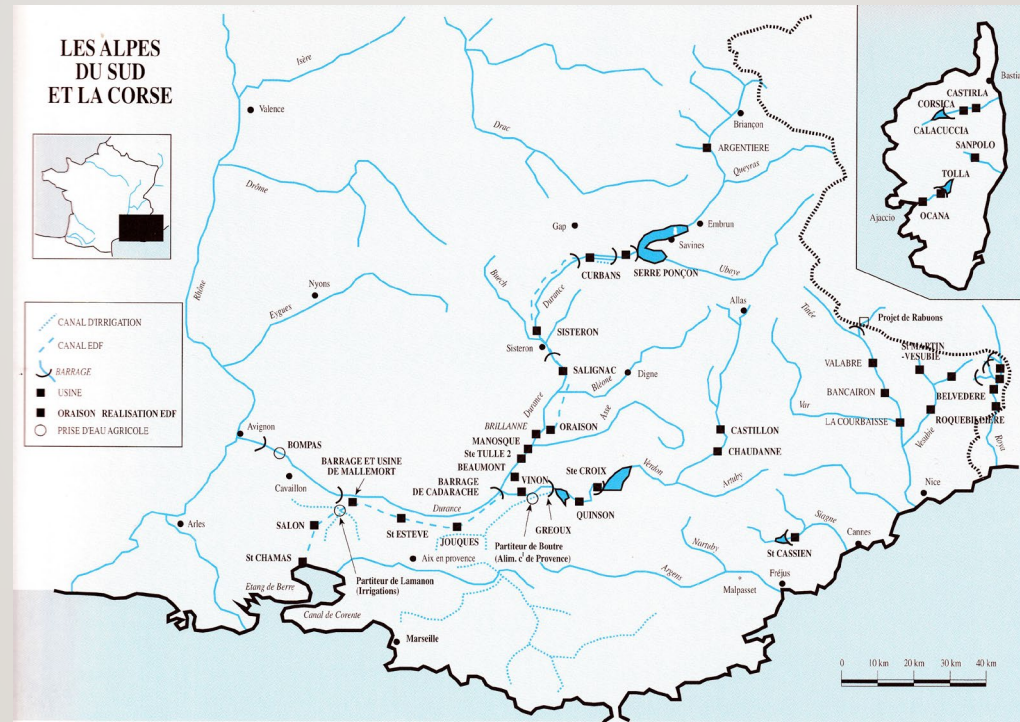 LES ALPES
DU SUD
ET LA CORSE
CANAL D'IRRIGATION
CANAL EDF
BARRAGE
USINE
ORAISON REALISATION EDF
PRISE D'EAU AGRICOLE
Isère
Valence
Drac
Drôme
Rhône
Nyons
Eygues
Briançon
ARGENTIERE
Queyras
Gap
Embrun
Savines
CURBANS
SERRE PONÇON
Ubaye
Buech
Durance
SISTERON
Sisteron
SALIGNAC
Bléone
Digne
Durance
Asse
BRILLANNE
ORAISON
MANOSQUE
Ste TULLE 2
BEAUMONT
VINON
BARRAGE
DE CADARACHE
Ste CROIX
Verdon
QUINSON
GREOUX
Partiteur de Boutre
(Alim. cl de Provence)
Allas
CASTILLON
CHAUDANNE
Artuby
Avignon
BOMPAS
BARRAGE ET USINE
DE MALLEMORT
Cavaillon
Durance
Arles
SALON
St ESTEVE
JOUQUES
St CHAMAS
Aix en provence
Partiteur de Lamanon
(Irrigations)
Etang de Berre
Canal de Corente
Marseille
Tinée
Projet de Rabuons
St MARTIN
-VESUBIE
VALABRE
BANCAIRON
BELVEDERE
LA COURBAISSE
ROQUEBILLIERE
Var
Vesubie
Roya
Nice
Siagne
Cannes
St CASSIEN
Nartuby
Argens
Fréjus
Malpasset
Bastia
CASTIRLA
CORSICA
CALACUCCIA
SANPOLO
TOLLA
Ajaccio
OCANA
0 10 km 20 km 30 km 40 km